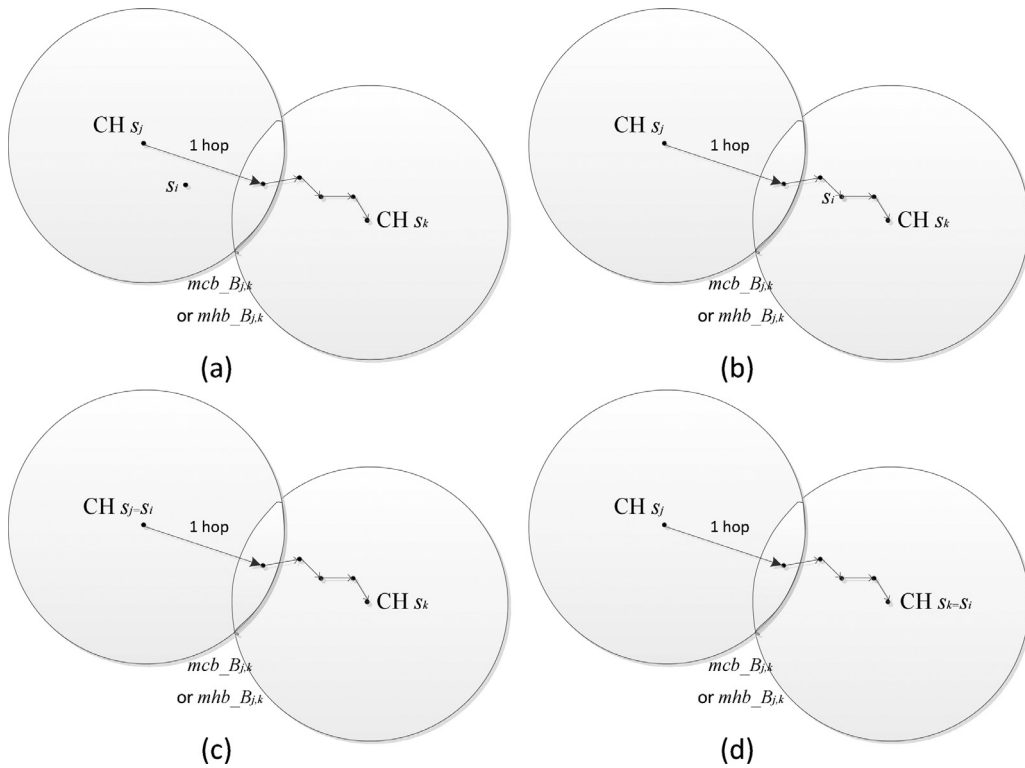 CH sj
1 hop
si
CH sk
mcb_Bj,k
or mhb_Bj,k
(a)
CH sj
1 hop
si
CH sk
mcb_Bj,k
or mhb_Bj,k
(b)
CH sj=si
1 hop
CH sk
mcb_Bj,k
or mhb_Bj,k
(c)
CH sj
1 hop
CH sk=si
mcb_Bj,k
or mhb_Bj,k
(d)